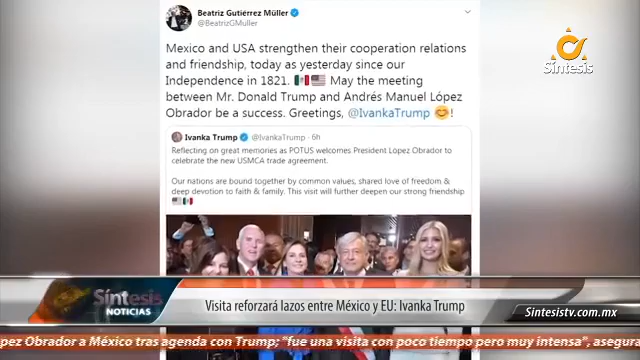 Beatriz Gutiérrez Müller
@BeatrizGMuller
Mexico and USA strengthen their cooperation relations
and friendship, today as yesterday since our
Independence in 1821. 🇲🇽🇺🇸 May the meeting
between Mr. Donald Trump and Andrés Manuel López
Obrador be a success. Greetings, @IvankaTrump 😊!
Ivanka Trump @IvankaTrump · 6h
Reflecting on great memories as POTUS welcomes President Lopez Obrador to
celebrate the new USMCA trade agreement.
Our nations are bound together by common values, shared love of freedom &
deep devotion to faith & family. This visit will further deepen our strong friendship
🇺🇸🇲🇽
Síntesis
Síntesis
NOTICIAS
Visita reforzará lazos entre México y EU: Ivanka Trump
Sintesistv.com.mx
pez Obrador a México tras agenda con Trump; "fue una visita con poco tiempo pero muy intensa", asegura